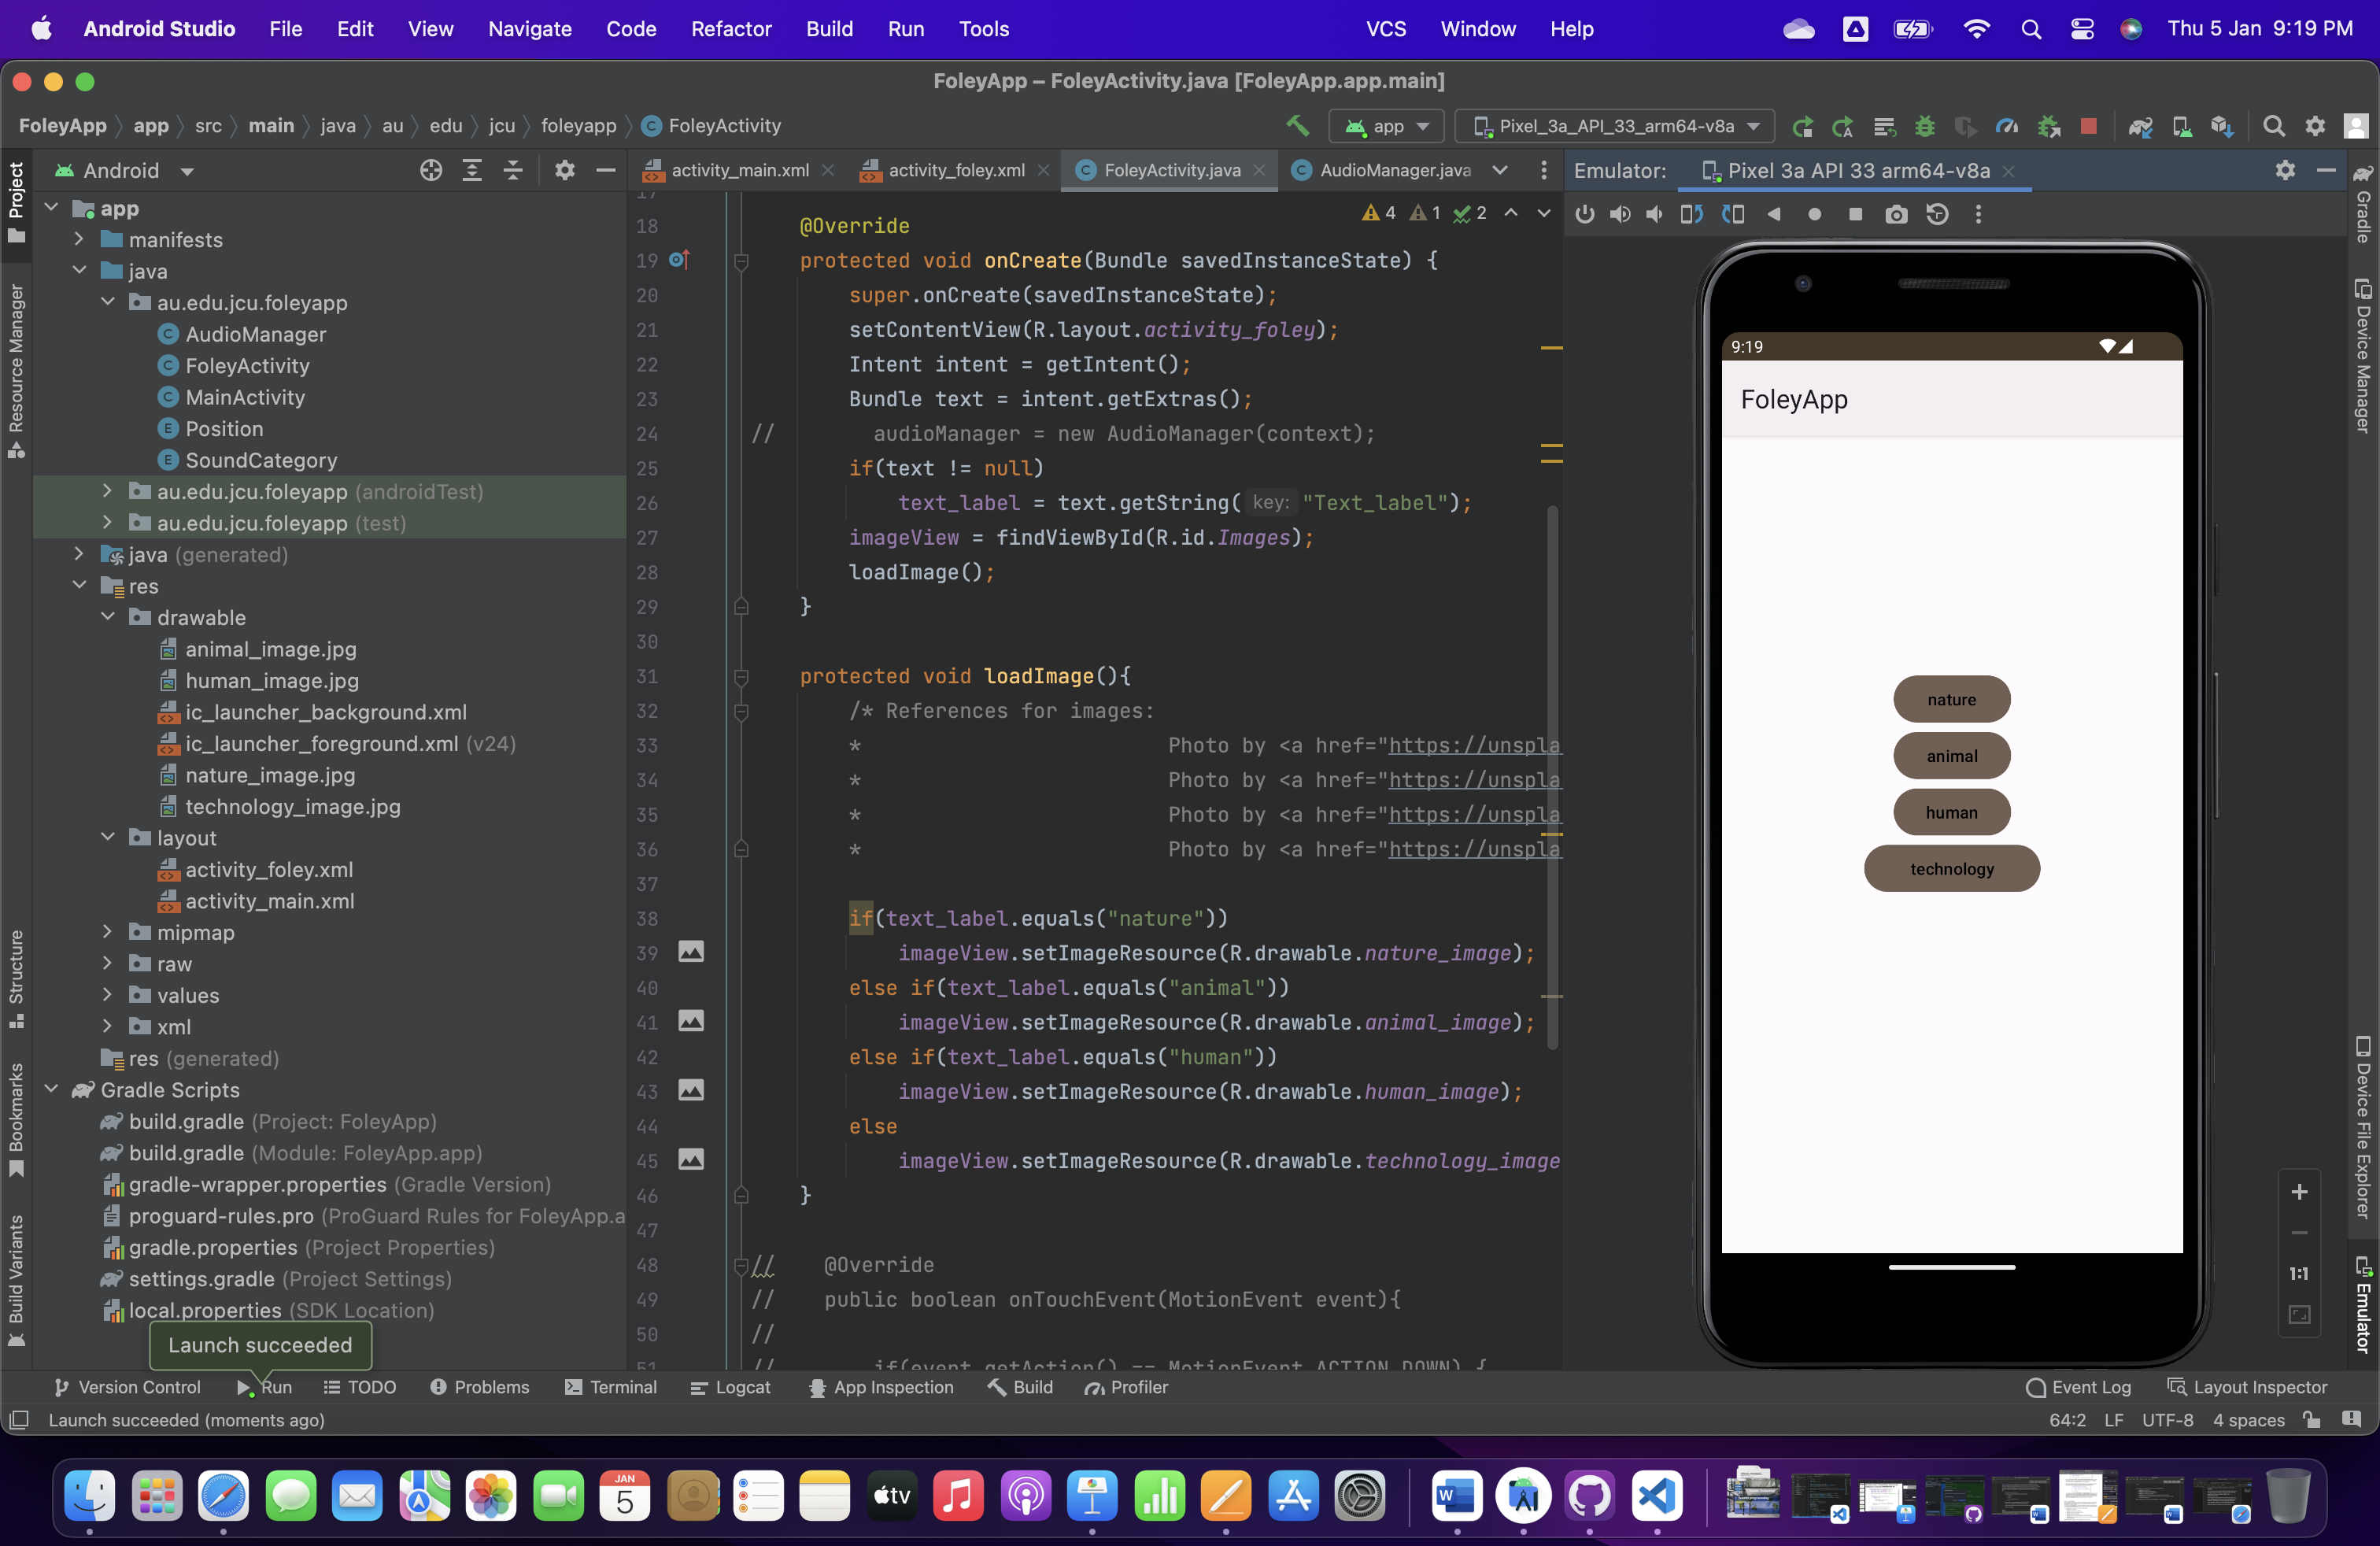 Android Studio File Edit View Navigate Code Refactor Build Run Tools VCS Window Help Thu 5 Jan 9:19 PM
FoleyApp – FoleyActivity.java [FoleyApp.app.main]
FoleyApp app src main java au edu jcu foleyapp FoleyActivity app Pixel_3a_API_33_arm64-v8a
Project
Resource Manager
Structure
Bookmarks
Build Variants
Android
app
manifests
java
au.edu.jcu.foleyapp
AudioManager
FoleyActivity
MainActivity
Position
SoundCategory
au.edu.jcu.foleyapp (androidTest)
au.edu.jcu.foleyapp (test)
java (generated)
res
drawable
animal_image.jpg
human_image.jpg
ic_launcher_background.xml
ic_launcher_foreground.xml (v24)
nature_image.jpg
technology_image.jpg
layout
activity_foley.xml
activity_main.xml
mipmap
raw
values
xml
res (generated)
Gradle Scripts
build.gradle (Project: FoleyApp)
build.gradle (Module: FoleyApp.app)
gradle-wrapper.properties (Gradle Version)
proguard-rules.pro (ProGuard Rules for FoleyApp.a
gradle.properties (Project Properties)
settings.gradle (Project Settings)
local.properties (SDK Location)
Launch succeeded
activity_main.xml activity_foley.xml FoleyActivity.java AudioManager.java
4 1 2
17
18 @Override
19 protected void onCreate(Bundle savedInstanceState) {
20 super.onCreate(savedInstanceState);
21 setContentView(R.layout.activity_foley);
22 Intent intent = getIntent();
23 Bundle text = intent.getExtras();
24 // audioManager = new AudioManager(context);
25 if(text != null)
26 text_label = text.getString( key: "Text_label");
27 imageView = findViewById(R.id.Images);
28 loadImage();
29 }
30
31 protected void loadImage(){
32 /* References for images:
33 * Photo by <a href="https://unspla
34 * Photo by <a href="https://unspla
35 * Photo by <a href="https://unspla
36 * Photo by <a href="https://unspla
37
38 if(text_label.equals("nature"))
39 imageView.setImageResource(R.drawable.nature_image);
40 else if(text_label.equals("animal"))
41 imageView.setImageResource(R.drawable.animal_image);
42 else if(text_label.equals("human"))
43 imageView.setImageResource(R.drawable.human_image);
44 else
45 imageView.setImageResource(R.drawable.technology_image
46 }
47
48 // @Override
49 // public boolean onTouchEvent(MotionEvent event){
50 //
51 // if(event.getAction() == MotionEvent.ACTION_DOWN) {
Emulator: Pixel 3a API 33 arm64-v8a
9:19
FoleyApp
nature
animal
human
technology
1:1
Gradle
Device Manager
Device File Explorer
Emulator
Version Control Run TODO Problems Terminal Logcat App Inspection Build Profiler Event Log Layout Inspector
Launch succeeded (moments ago) 64:2 LF UTF-8 4 spaces
JAN
5
tv
W